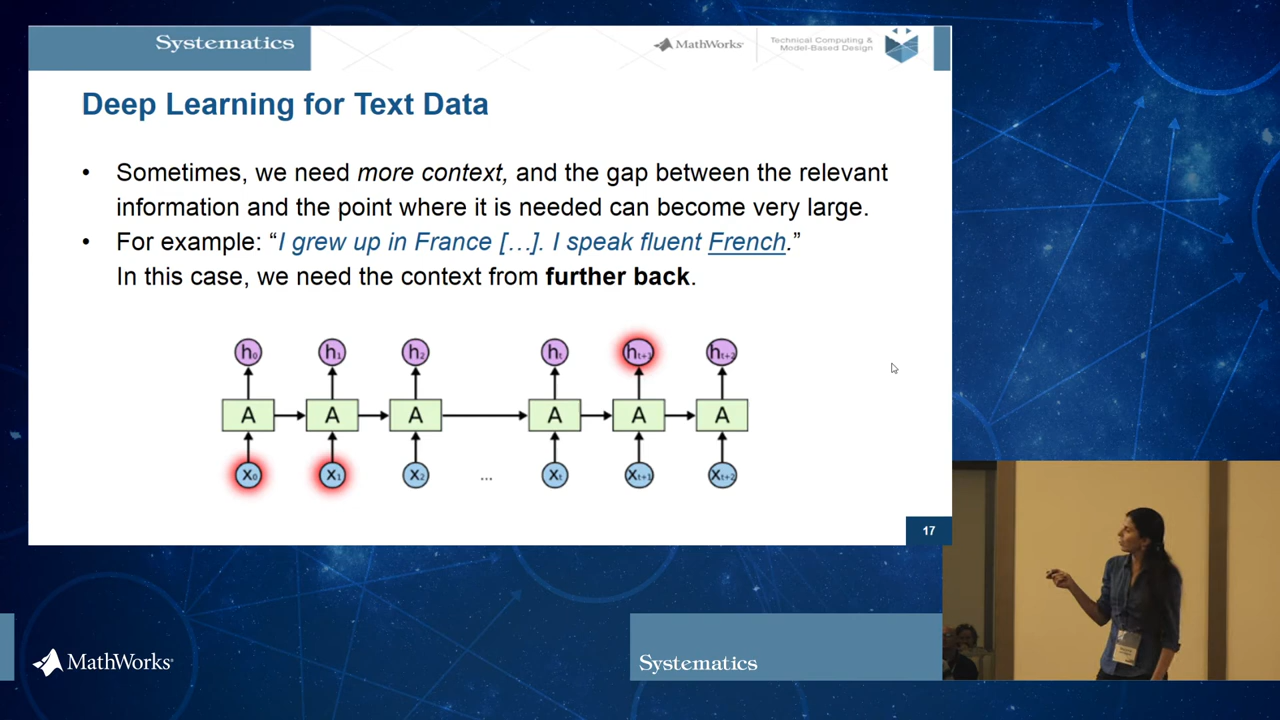 Systematics
MathWorks®
Technical Computing &
Model-Based Design
Deep Learning for Text Data
• Sometimes, we need more context, and the gap between the relevant
information and the point where it is needed can become very large.
• For example: “I grew up in France […]. I speak fluent French.”
In this case, we need the context from further back.
h₀ h₁ h₂ hₜ hₜ₊₁ hₜ₊₂
A A A A A A
x₀ x₁ x₂ ... xₜ xₜ₊₁ xₜ₊₂
17
MathWorks®
Systematics